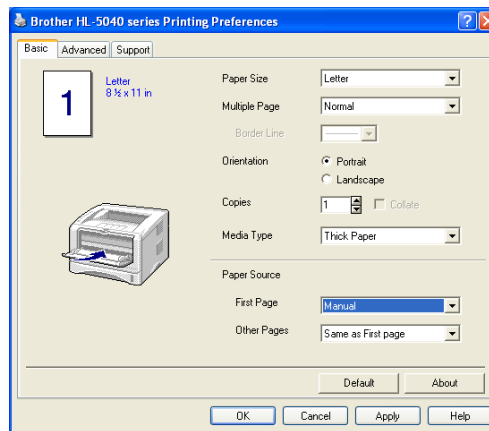 Brother HL-5040 series Printing Preferences
Basic Advanced Support
1
Letter
8 ½ x 11 in
Paper Size Letter
Multiple Page Normal
Border Line
Orientation Portrait
Landscape
Copies 1 Collate
Media Type Thick Paper
Paper Source
First Page Manual
Other Pages Same as First page
Default About
OK Cancel Apply Help